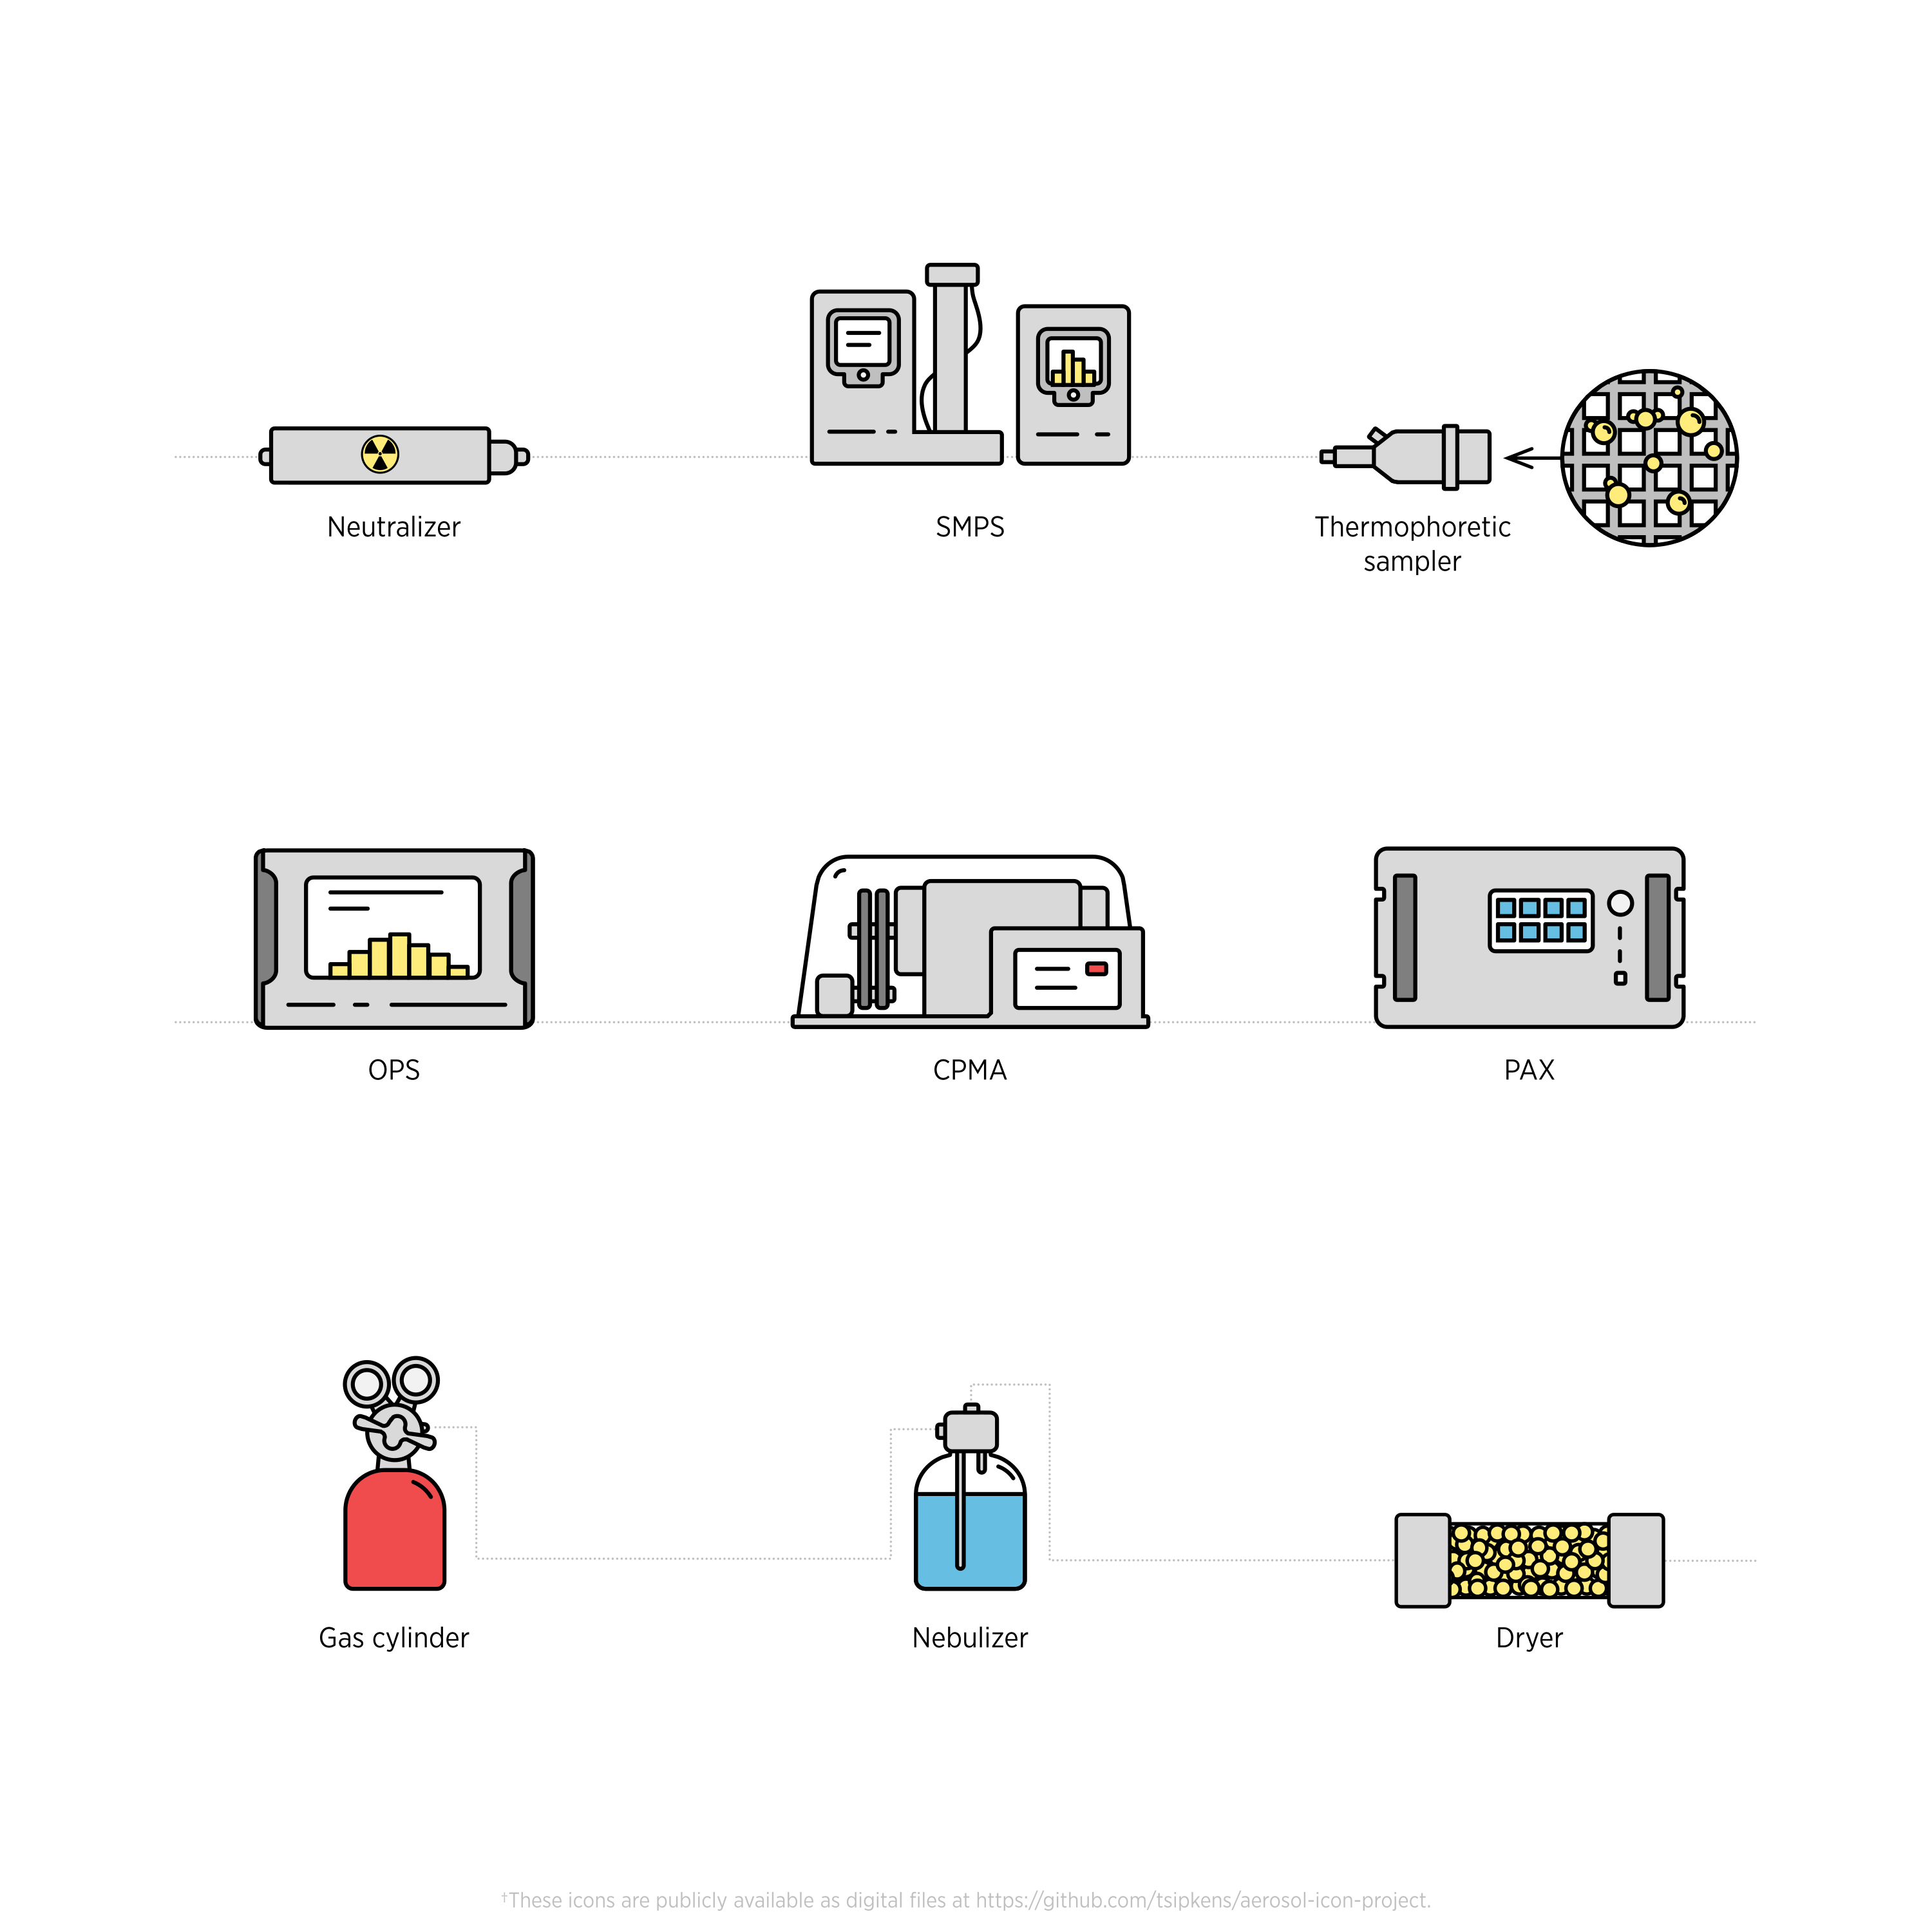 Neutralizer
SMPS
Thermophoretic
sampler
OPS
CPMA
PAX
Gas cylinder
Nebulizer
Dryer
†These icons are publicly available as digital files at https://github.com/tsipkens/aerosol-icon-project.